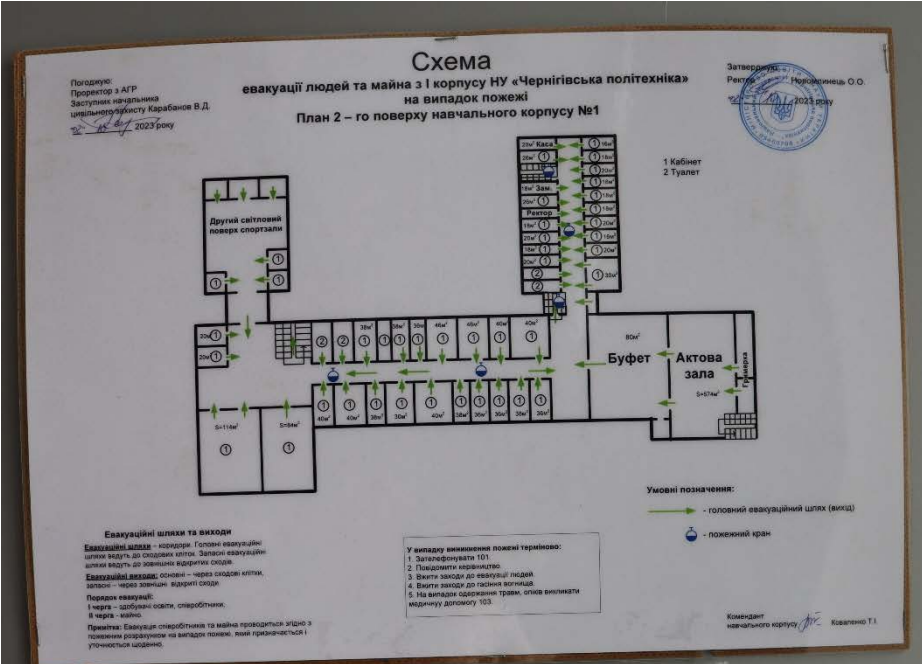 Схема
евакуації людей та майна з І корпусу НУ «Чернігівська політехніка»
на випадок пожежі
План 2 – го поверху навчального корпусу №1
Погоджую:
Проректор з АГР
Заступник начальника
цивільного захисту Карабанов В.Д.
2023 року
Затверджую
Ректор Новомлинець О.О.
2023 року
1 Кабінет
2 Туалет
Каса
Зам.
Ректор
Другий світловий
поверх спортзали
80м²
Буфет
Актова
зала
S=574м²
Гримерка
S=114м²
S=84м²
Умовні позначення:
- головний евакуаційний шлях (вихід)
- пожежний кран
Евакуаційні шляхи та виходи
Евакуаційні шляхи – коридори. Головні евакуаційні
шляхи ведуть до сходових кліток. Запасні евакуаційні
шляхи ведуть до зовнішніх відкритих сходів.
Евакуаційні виходи: основні – через сходові клітки,
запасні – через зовнішні відкриті сходи.
Порядок евакуації:
І черга – здобувачі освіти, співробітники;
ІІ черга – майно.
Примітка: Евакуація співробітників та майна проводиться згідно з
пожежним розрахунком на випадок пожежі, який призначається і
уточнюється щоденно.
У випадку виникнення пожежі терміново:
1. Зателефонувати 101.
2. Повідомити керівництво.
3. Вжити заходи до евакуації людей.
4. Вжити заходи до гасіння вогнища.
5. На випадок одержання травм, опіків викликати
медичну допомогу 103.
Комендант
навчального корпусу Коваленко Т.І.